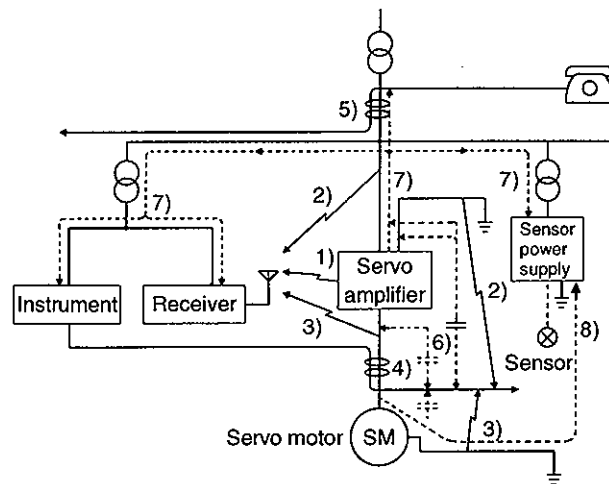 5)
7)
7)
7)
2)
1)
Servo
amplifier
Sensor
power
supply
Instrument
Receiver
2)
3)
6)
8)
4)
Sensor
Servo motor
SM
3)